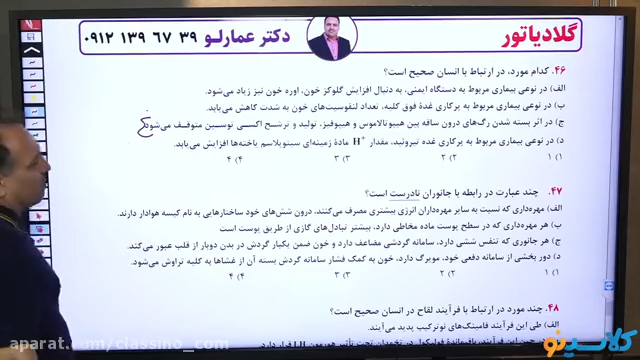 گلادیاتور
دکتر عمارلو ۳۹ ۶۷ ۱۳۹ ۰۹۱۲
۴۶. کدام مورد، در ارتباط با انسان صحیح است؟
الف) در نوعی بیماری مربوط به دستگاه ایمنی، به دنبال افزایش گلوکز خون، اوره خون نیز زیاد می‌شود.
ب) در نوعی بیماری مربوط به پرکاری غدهٔ فوق کلیه، تعداد لنفوسیت‌های خون به شدت کاهش می‌یابد.
ج) در اثر بسته شدن رگ‌های درون ساقه بین هیپوتالاموس و هیپوفیز، تولید و ترشح اکسی توسین متوقف می‌شود.
د) در نوعی بیماری مربوط به پرکاری غده تیروئید، مقدار H+ مادهٔ زمینه‌ای سیتوپلاسم یاخته‌ها افزایش می‌یابد.
۱) ۱ ۲) ۲ ۳) ۳ ۴) ۴
۴۷. چند عبارت در رابطه با جانوران نادرست است؟
الف) مهره‌داری که نسبت به سایر مهره‌داران انرژی بیشتری مصرف می‌کنند، درون شش‌های خود ساختارهایی به نام کیسه هوادار دارند.
ب) هر مهره‌داری که در سطح پوست ماده مخاطی دارد، بیشتر تبادل‌های گازی از طریق پوست است
ج) هر جانوری که تنفس ششی دارد، سامانه گردشی مضاعف دارد و خون ضمن یکبار گردش در بدن دوبار از قلب عبور می‌کند.
د) دور بخشی از سامانه دفعی خود، مویرگ دارد، خون به کمک فشار سامانه گردش بسته آن از غشاها به کلیه تراوش می‌شود.
۱) ۱ ۲) ۲ ۳) ۳ ۴) ۴
۴۸. چند مورد در ارتباط با فرآیند لقاح در انسان صحیح است؟
الف) طی این فرآیند فامینک‌های نوترکیب پدید می‌آیند.
aparat.com/classino_com
کلاسینو